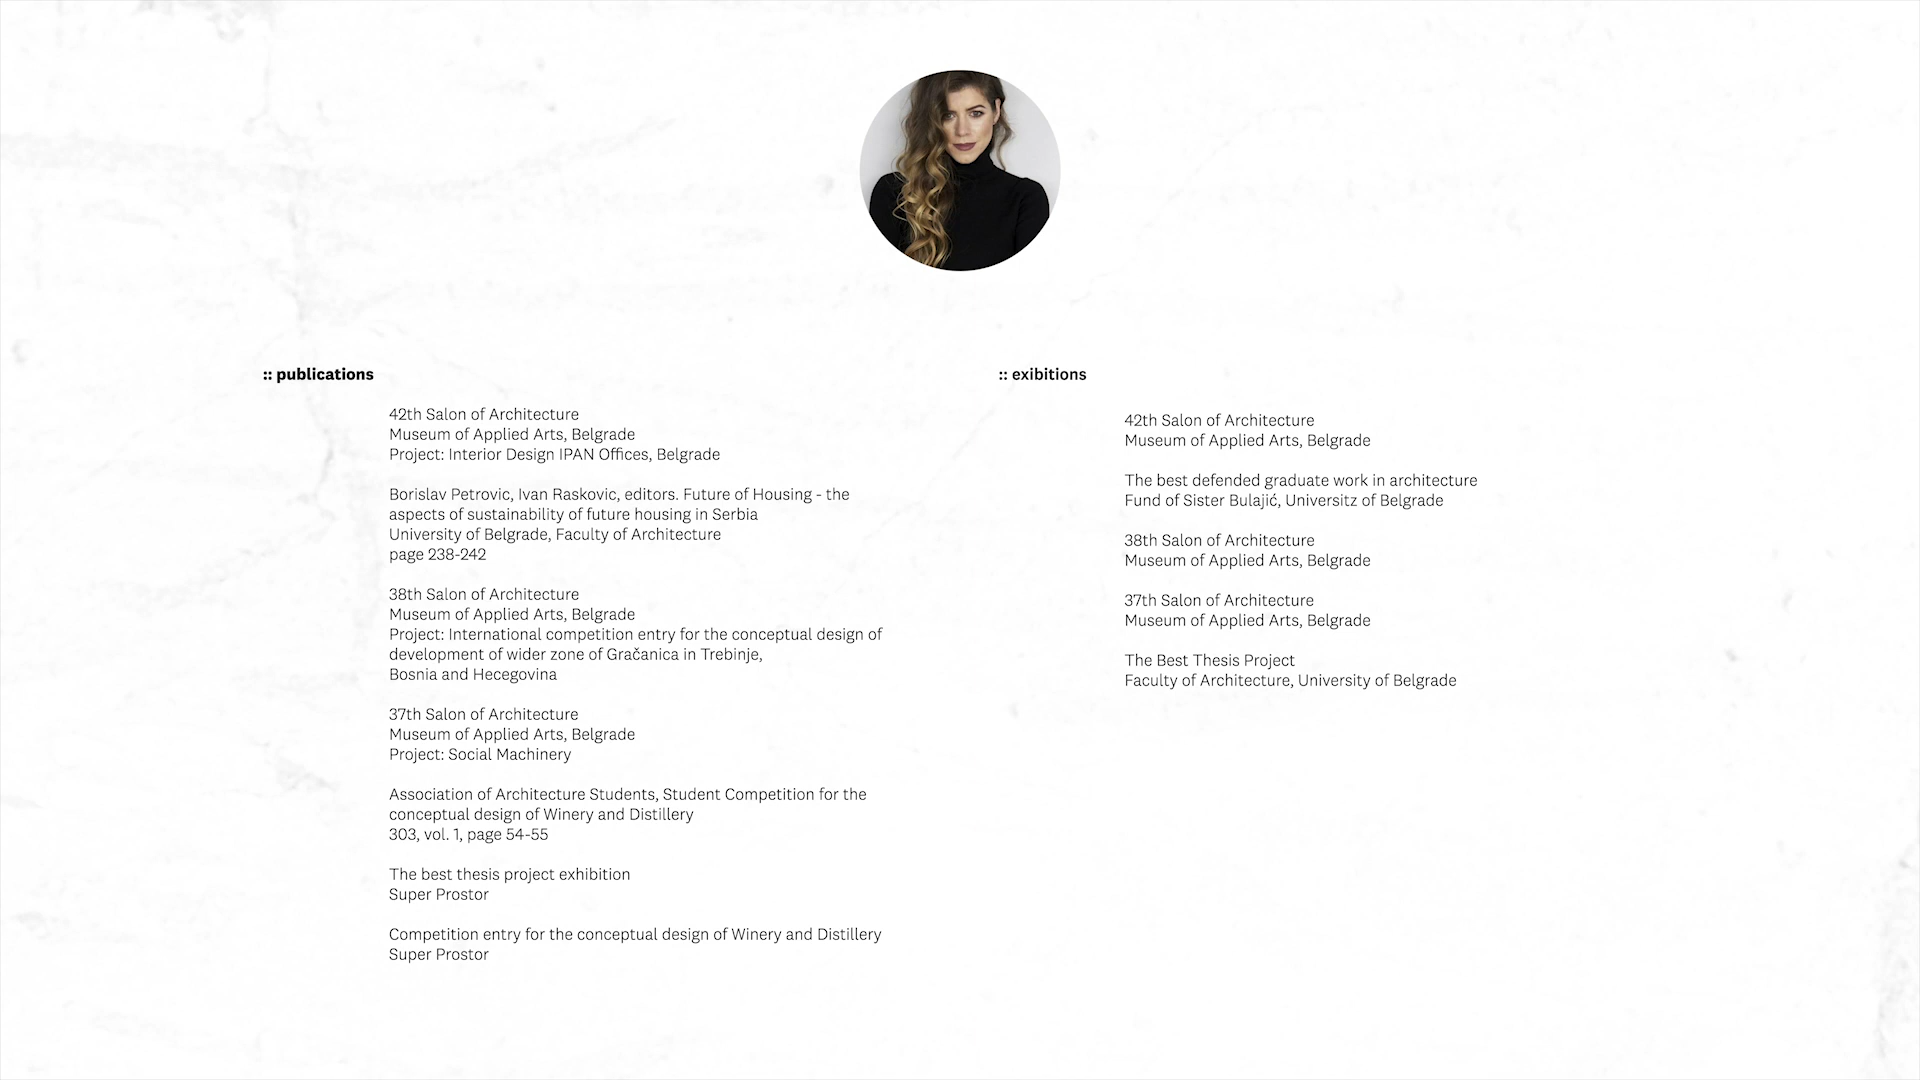 :: publications
42th Salon of Architecture
Museum of Applied Arts, Belgrade
Project: Interior Design IPAN Offices, Belgrade
Borislav Petrovic, Ivan Raskovic, editors. Future of Housing - the
aspects of sustainability of future housing in Serbia
University of Belgrade, Faculty of Architecture
page 238-242
38th Salon of Architecture
Museum of Applied Arts, Belgrade
Project: International competition entry for the conceptual design of
development of wider zone of Gračanica in Trebinje,
Bosnia and Hecegovina
37th Salon of Architecture
Museum of Applied Arts, Belgrade
Project: Social Machinery
Association of Architecture Students, Student Competition for the
conceptual design of Winery and Distillery
303, vol. 1, page 54-55
The best thesis project exhibition
Super Prostor
Competition entry for the conceptual design of Winery and Distillery
Super Prostor
:: exibitions
42th Salon of Architecture
Museum of Applied Arts, Belgrade
The best defended graduate work in architecture
Fund of Sister Bulajić, Universitz of Belgrade
38th Salon of Architecture
Museum of Applied Arts, Belgrade
37th Salon of Architecture
Museum of Applied Arts, Belgrade
The Best Thesis Project
Faculty of Architecture, University of Belgrade